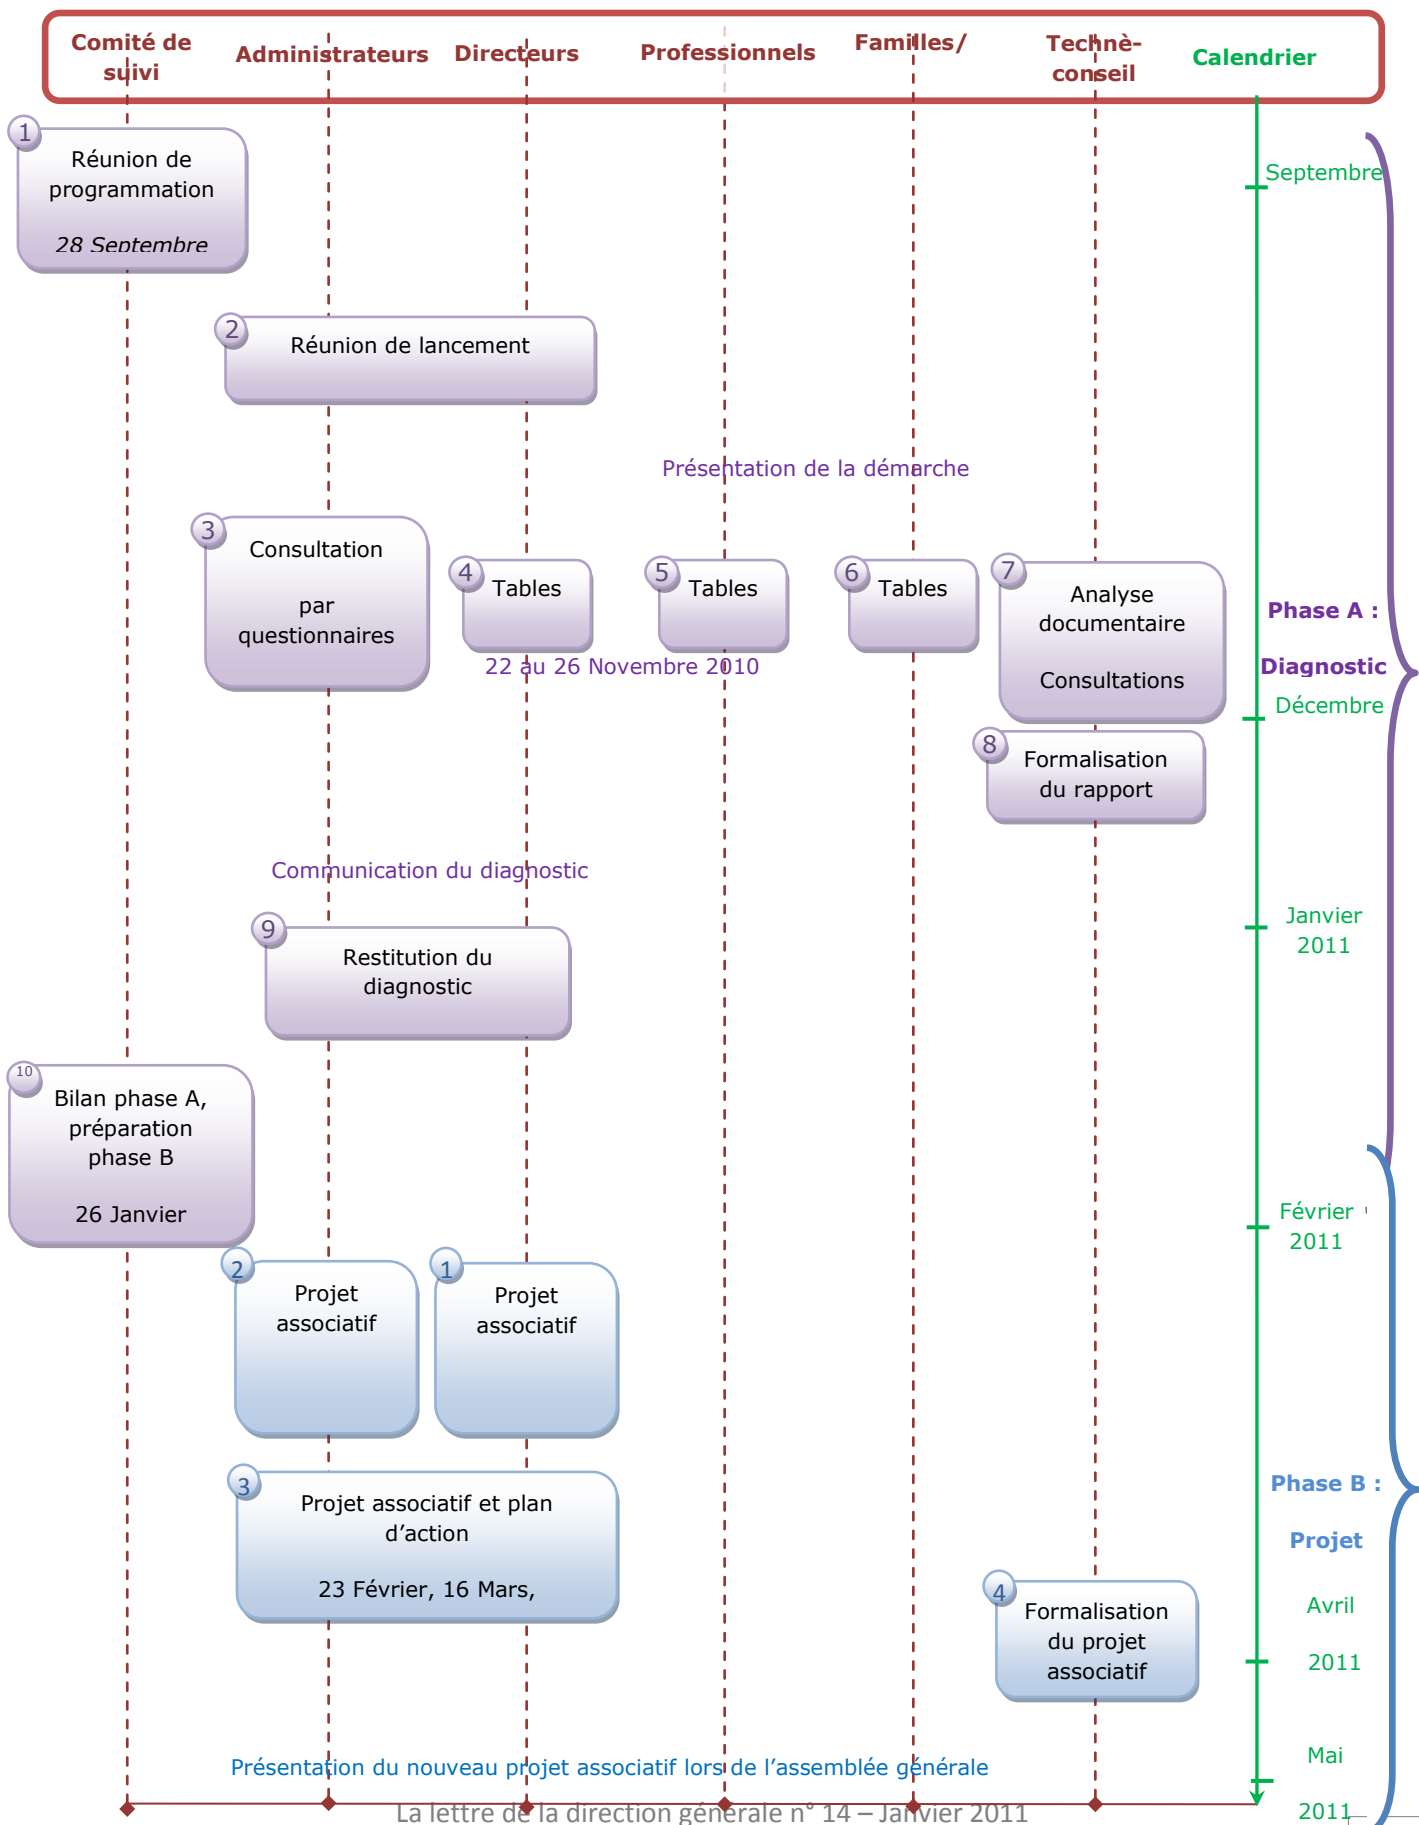 Comité de
suivi
Administrateurs
Directeurs
Professionnels
Familles/
Technè-
conseil
Calendrier
1
Réunion de
programmation
28 Septembre
Septembre
2
Réunion de lancement
Présentation de la démarche
3
Consultation
par
questionnaires
4
Tables
5
Tables
6
Tables
22 au 26 Novembre 2010
7
Analyse
documentaire
Consultations
Phase A :
Diagnostic
Décembre
8
Formalisation
du rapport
Communication du diagnostic
9
Restitution du
diagnostic
Janvier
2011
10
Bilan phase A,
préparation
phase B
26 Janvier
Février
2011
2
Projet
associatif
1
Projet
associatif
3
Projet associatif et plan
d’action
23 Février, 16 Mars,
Phase B :
Projet
4
Formalisation
du projet
associatif
Avril
2011
Présentation du nouveau projet associatif lors de l’assemblée générale
Mai
2011
La lettre de la direction générale n° 14 – Janvier 2011